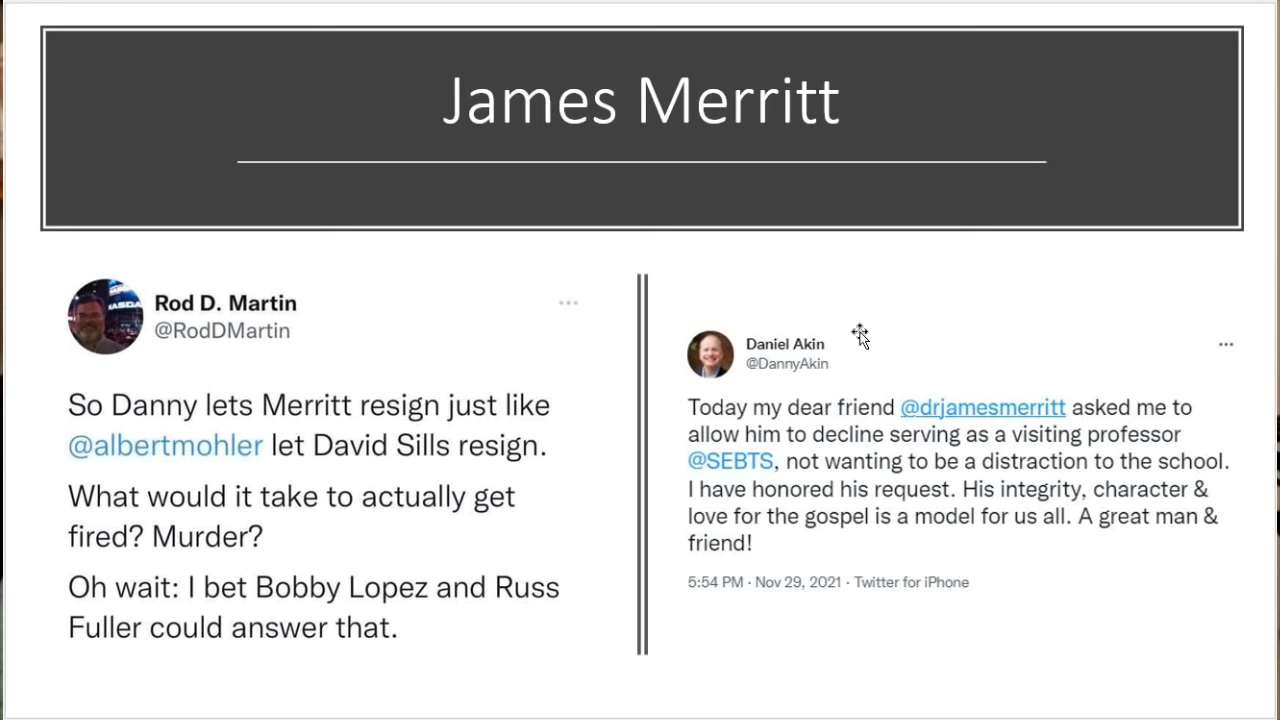 James Merritt
Rod D. Martin
@RodDMartin
So Danny lets Merritt resign just like
@albertmohler let David Sills resign.
What would it take to actually get
fired? Murder?
Oh wait: I bet Bobby Lopez and Russ
Fuller could answer that.
Daniel Akin
@DannyAkin
Today my dear friend @drjamesmerritt asked me to
allow him to decline serving as a visiting professor
@SEBTS, not wanting to be a distraction to the school.
I have honored his request. His integrity, character &
love for the gospel is a model for us all. A great man &
friend!
5:54 PM · Nov 29, 2021 · Twitter for iPhone